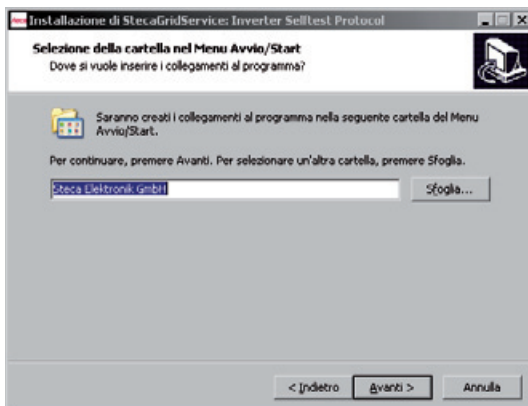 Steca
Installazione di StecaGridService: Inverter Selftest Protocol
Selezione della cartella nel Menu Avvio/Start
Dove si vuole inserire i collegamenti al programma?
Saranno creati i collegamenti al programma nella seguente cartella del Menu
Avvio/Start.
Per continuare, premere Avanti. Per selezionare un'altra cartella, premere Sfoglia.
Steca Elektronik GmbH
Sfoglia...
< Indietro
Avanti >
Annulla